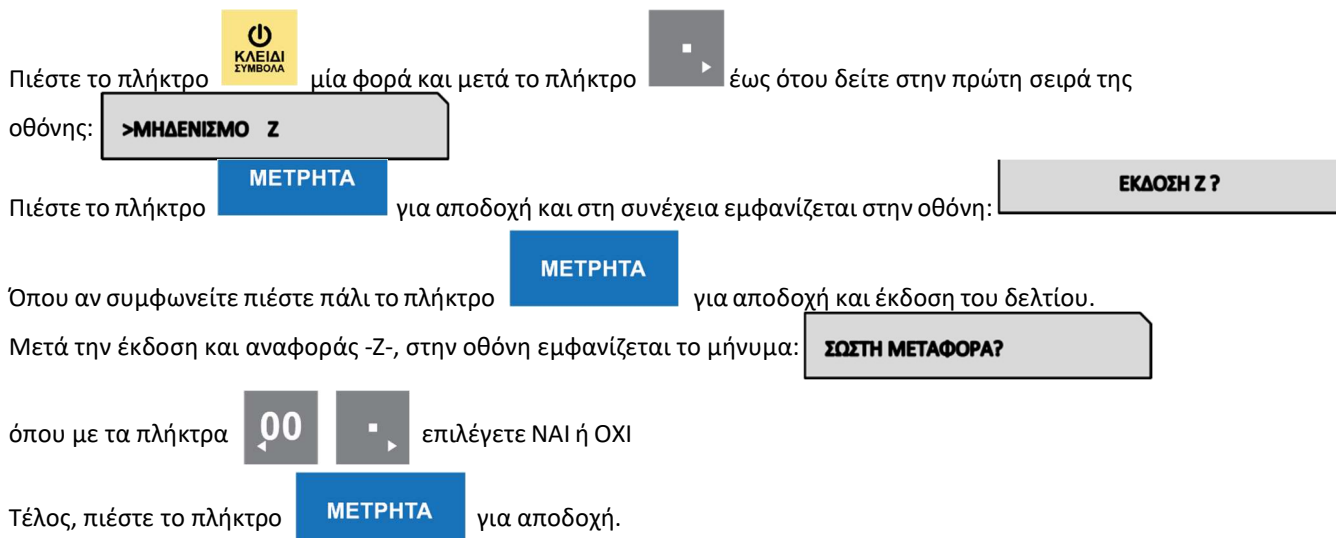 Πιέστε το πλήκτρο ΚΛΕΙΔΙ ΣΥΜΒΟΛΑ μία φορά και μετά το πλήκτρο . έως ότου δείτε στην πρώτη σειρά της
οθόνης: >ΜΗΔΕΝΙΣΜΟ Ζ
Πιέστε το πλήκτρο ΜΕΤΡΗΤΑ για αποδοχή και στη συνέχεια εμφανίζεται στην οθόνη: ΕΚΔΟΣΗ Ζ ?
Όπου αν συμφωνείτε πιέστε πάλι το πλήκτρο ΜΕΤΡΗΤΑ για αποδοχή και έκδοση του δελτίου.
Μετά την έκδοση και αναφοράς -Ζ-, στην οθόνη εμφανίζεται το μήνυμα: ΣΩΣΤΗ ΜΕΤΑΦΟΡΑ?
όπου με τα πλήκτρα 00 . επιλέγετε ΝΑΙ ή ΟΧΙ
Τέλος, πιέστε το πλήκτρο ΜΕΤΡΗΤΑ για αποδοχή.